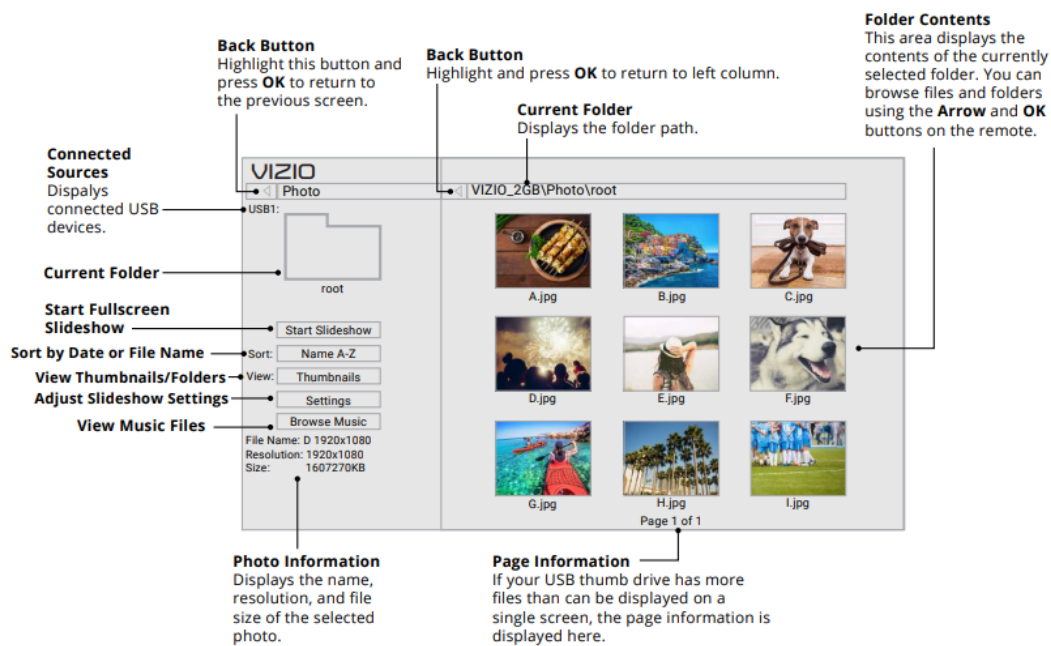 Folder Contents
This area displays the
contents of the currently
selected folder. You can
browse files and folders
using the Arrow and OK
buttons on the remote.
Back Button
Highlight this button and
press OK to return to
the previous screen.
Back Button
Highlight and press OK to return to left column.
Current Folder
Displays the folder path.
Connected
Sources
Dispalys
connected USB
devices.
Current Folder
Start Fullscreen
Slideshow
Sort by Date or File Name
View Thumbnails/Folders
Adjust Slideshow Settings
View Music Files
VIZIO
Photo
VIZIO_2GB\Photo\root
USB1:
root
Start Slideshow
Sort: Name A-Z
View: Thumbnails
Settings
Browse Music
File Name: D 1920x1080
Resolution: 1920x1080
Size: 1607270KB
A.jpg
B.jpg
C.jpg
D.jpg
E.jpg
F.jpg
G.jpg
H.jpg
I.jpg
Page 1 of 1
Photo Information
Displays the name,
resolution, and file
size of the selected
photo.
Page Information
If your USB thumb drive has more
files than can be displayed on a
single screen, the page information is
displayed here.